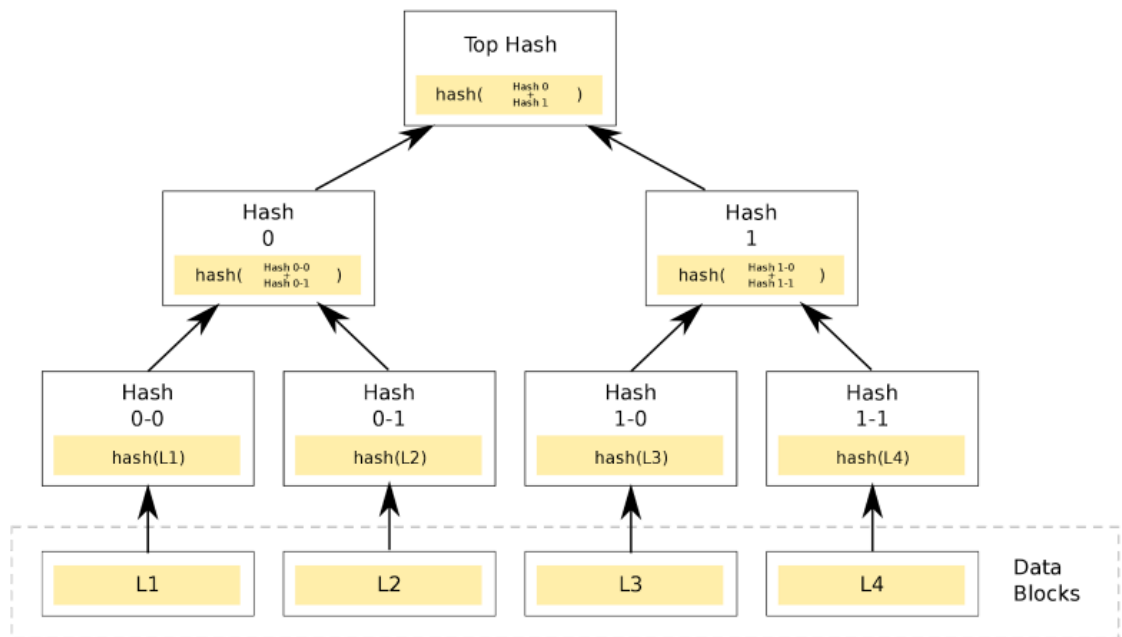 Top Hash
hash( Hash 0 + Hash 1 )
Hash
0
hash( Hash 0-0 + Hash 0-1 )
Hash
1
hash( Hash 1-0 + Hash 1-1 )
Hash
0-0
hash(L1)
Hash
0-1
hash(L2)
Hash
1-0
hash(L3)
Hash
1-1
hash(L4)
L1
L2
L3
L4
Data
Blocks